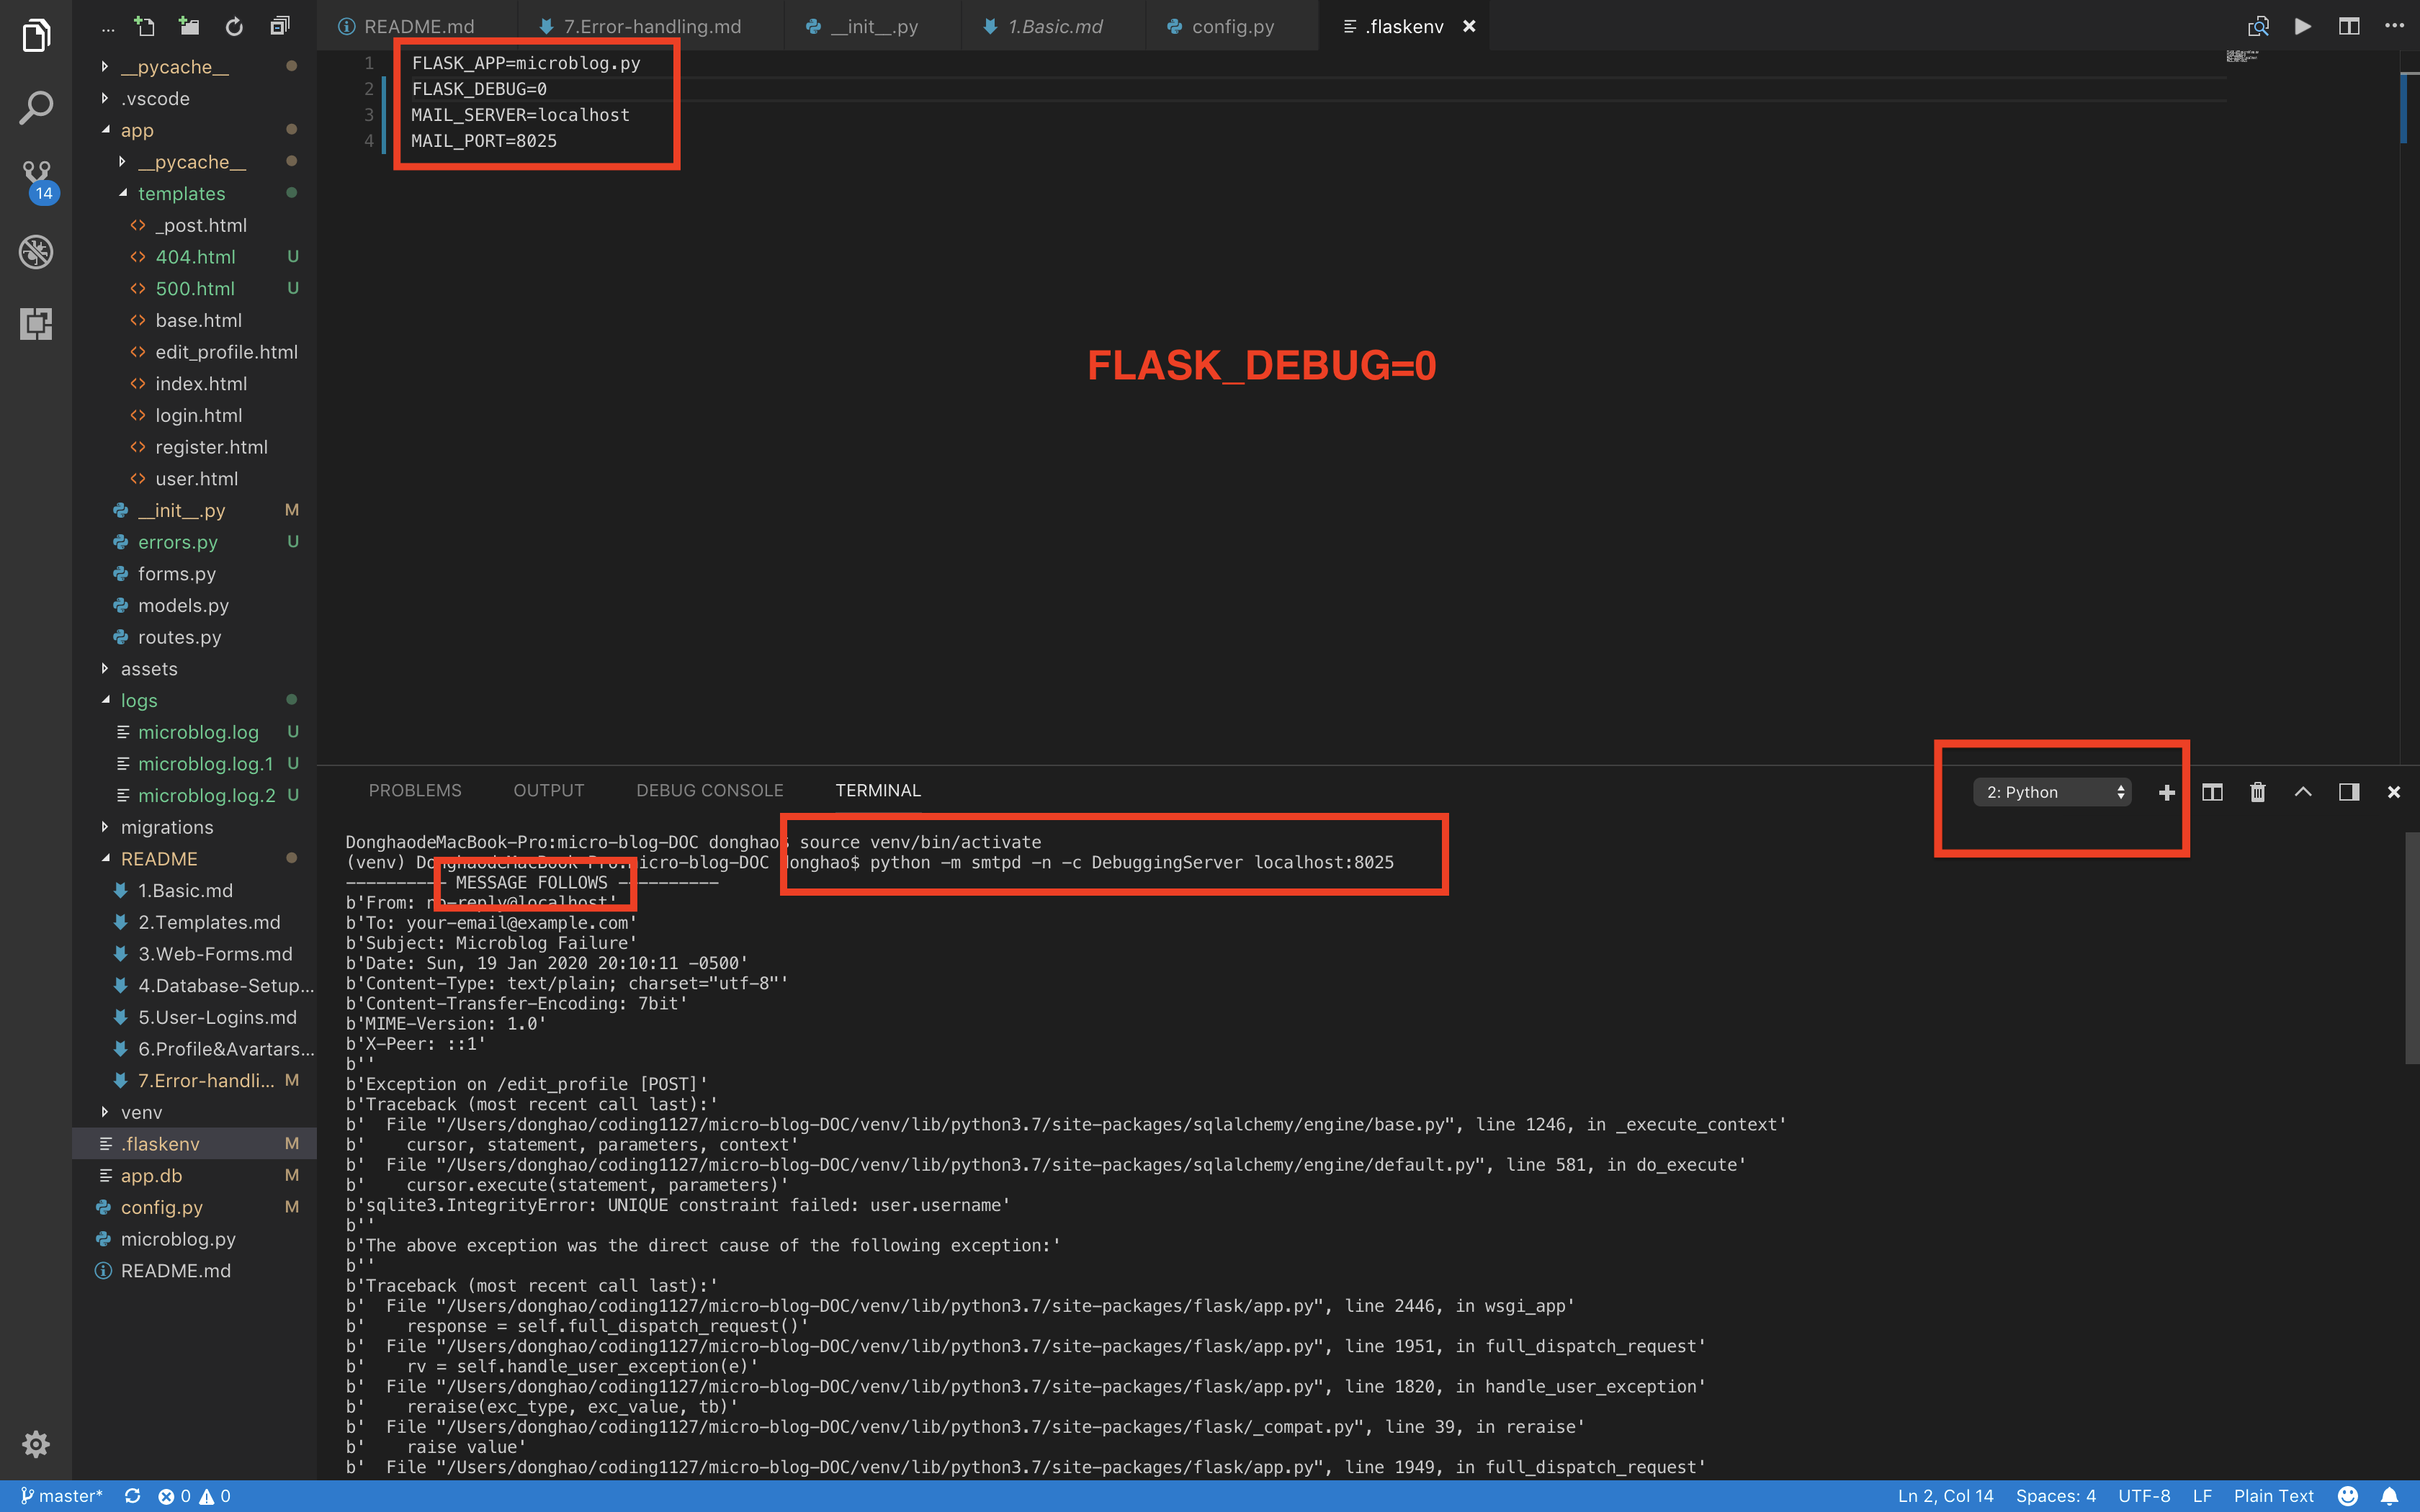 README.md
7.Error-handling.md
__init__.py
1.Basic.md
config.py
.flaskenv
...
__pycache__
.vscode
app
__pycache__
templates
_post.html
404.html U
500.html U
base.html
edit_profile.html
index.html
login.html
register.html
user.html
__init__.py M
errors.py U
forms.py
models.py
routes.py
assets
logs
microblog.log U
microblog.log.1 U
microblog.log.2 U
migrations
README
1.Basic.md
2.Templates.md
3.Web-Forms.md
4.Database-Setup...
5.User-Logins.md
6.Profile&Avartars...
7.Error-handli... M
venv
.flaskenv M
app.db M
config.py M
microblog.py
README.md
14
1 FLASK_APP=microblog.py
2 FLASK_DEBUG=0
3 MAIL_SERVER=localhost
4 MAIL_PORT=8025
FLASK_DEBUG=0
PROBLEMS OUTPUT DEBUG CONSOLE TERMINAL
2: Python
DonghaodeMacBook-Pro:micro-blog-DOC donghao$ source venv/bin/activate
(venv) DonghaodeMacBook-Pro:micro-blog-DOC donghao$ python -m smtpd -n -c DebuggingServer localhost:8025
---------- MESSAGE FOLLOWS ----------
b'From: no-reply@localhost'
b'To: your-email@example.com'
b'Subject: Microblog Failure'
b'Date: Sun, 19 Jan 2020 20:10:11 -0500'
b'Content-Type: text/plain; charset="utf-8"'
b'Content-Transfer-Encoding: 7bit'
b'MIME-Version: 1.0'
b'X-Peer: ::1'
b''
b'Exception on /edit_profile [POST]'
b'Traceback (most recent call last):'
b'  File "/Users/donghao/coding1127/micro-blog-DOC/venv/lib/python3.7/site-packages/sqlalchemy/engine/base.py", line 1246, in _execute_context'
b'    cursor, statement, parameters, context'
b'  File "/Users/donghao/coding1127/micro-blog-DOC/venv/lib/python3.7/site-packages/sqlalchemy/engine/default.py", line 581, in do_execute'
b'    cursor.execute(statement, parameters)'
b'sqlite3.IntegrityError: UNIQUE constraint failed: user.username'
b''
b'The above exception was the direct cause of the following exception:'
b''
b'Traceback (most recent call last):'
b'  File "/Users/donghao/coding1127/micro-blog-DOC/venv/lib/python3.7/site-packages/flask/app.py", line 2446, in wsgi_app'
b'    response = self.full_dispatch_request()'
b'  File "/Users/donghao/coding1127/micro-blog-DOC/venv/lib/python3.7/site-packages/flask/app.py", line 1951, in full_dispatch_request'
b'    rv = self.handle_user_exception(e)'
b'  File "/Users/donghao/coding1127/micro-blog-DOC/venv/lib/python3.7/site-packages/flask/app.py", line 1820, in handle_user_exception'
b'    reraise(exc_type, exc_value, tb)'
b'  File "/Users/donghao/coding1127/micro-blog-DOC/venv/lib/python3.7/site-packages/flask/_compat.py", line 39, in reraise'
b'    raise value'
b'  File "/Users/donghao/coding1127/micro-blog-DOC/venv/lib/python3.7/site-packages/flask/app.py", line 1949, in full_dispatch_request'
master* 0 0 Ln 2, Col 14 Spaces: 4 UTF-8 LF Plain Text